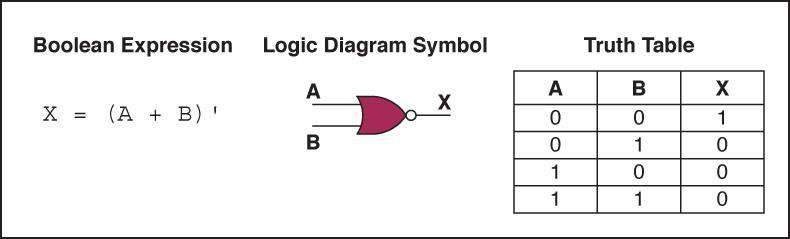 Boolean Expression Logic Diagram Symbol Truth Table
X = (A + B)'
A
B
X
A B X
0 0 1
0 1 0
1 0 0
1 1 0